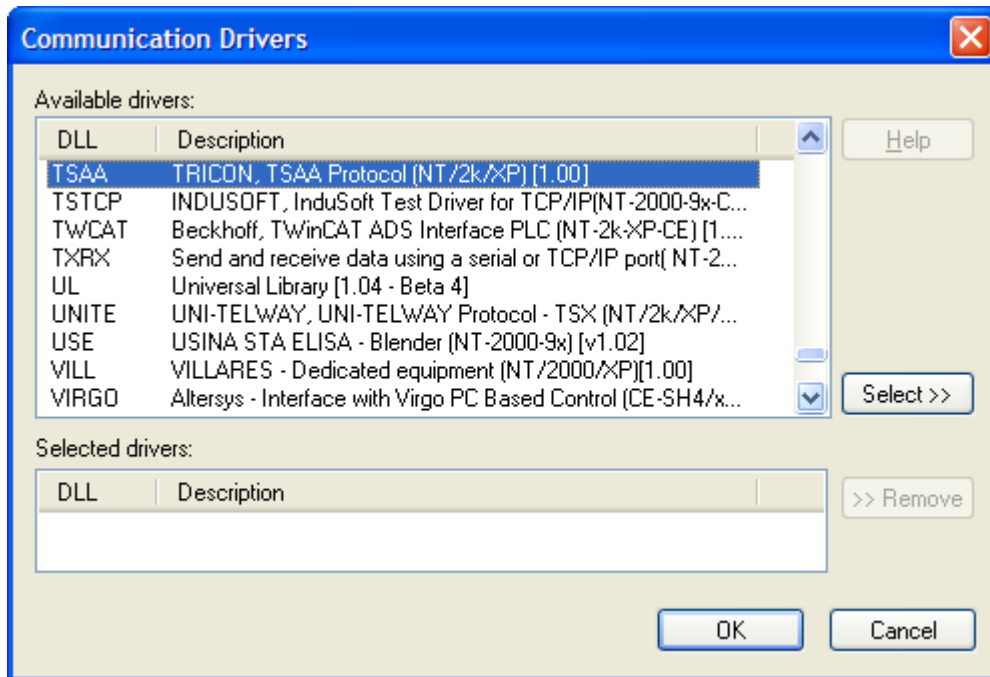 Communication Drivers
Available drivers:
DLL Description
Help
TSAA TRICON, TSAA Protocol (NT/2k/XP) [1.00]
TSTCP INDUSOFT, InduSoft Test Driver for TCP/IP(NT-2000-9x-C...
TWCAT Beckhoff, TWinCAT ADS Interface PLC (NT-2k-XP-CE) [1....
TXRX Send and receive data using a serial or TCP/IP port( NT-2...
UL Universal Library [1.04 - Beta 4]
UNITE UNI-TELWAY, UNI-TELWAY Protocol - TSX (NT/2k/XP/...
USE USINA STA ELISA - Blender (NT-2000-9x) [v1.02]
VILL VILLARES - Dedicated equipment (NT/2000/XP)[1.00]
VIRGO Altersys - Interface with Virgo PC Based Control (CE-SH4/x...
Select >>
Selected drivers:
DLL Description
>> Remove
OK Cancel